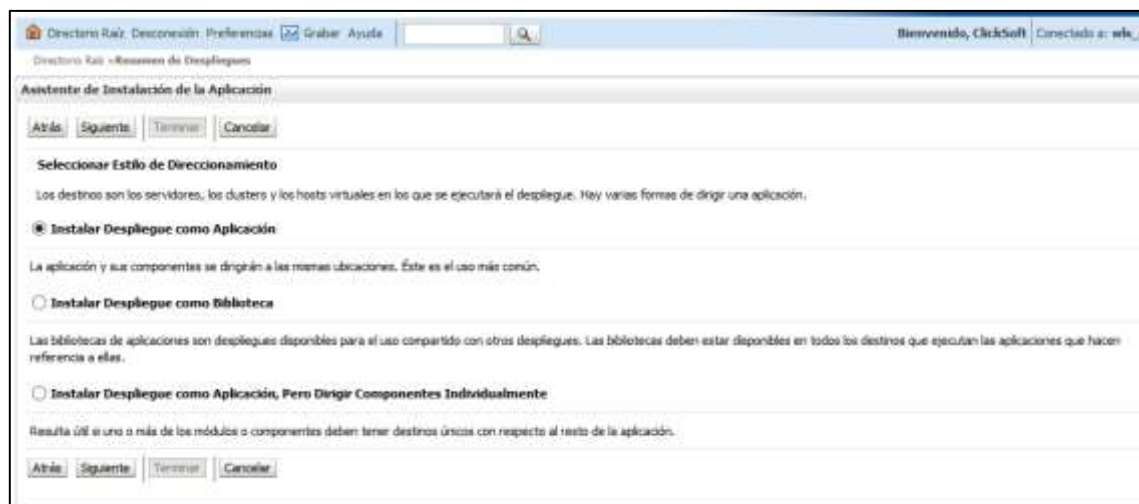 Directorio Raíz Desconexión Preferencias Grabar Ayuda Bienvenido, ClickSoft Conectado a: wls_
Directorio Raíz >Resumen de Despliegues
Asistente de Instalación de la Aplicación
Atrás Siguiente Terminar Cancelar
Seleccionar Estilo de Direccionamiento
Los destinos son los servidores, los clusters y los hosts virtuales en los que se ejecutará el despliegue. Hay varias formas de dirigir una aplicación.
Instalar Despliegue como Aplicación
La aplicación y sus componentes se dirigirán a las mismas ubicaciones. Éste es el uso más común.
Instalar Despliegue como Biblioteca
Las bibliotecas de aplicaciones son despliegues disponibles para el uso compartido con otros despliegues. Las bibliotecas deben estar disponibles en todos los destinos que ejecutan las aplicaciones que hacen
referencia a ellas.
Instalar Despliegue como Aplicación, Pero Dirigir Componentes Individualmente
Resulta útil si uno o más de los módulos o componentes deben tener destinos únicos con respecto al resto de la aplicación.
Atrás Siguiente Terminar Cancelar